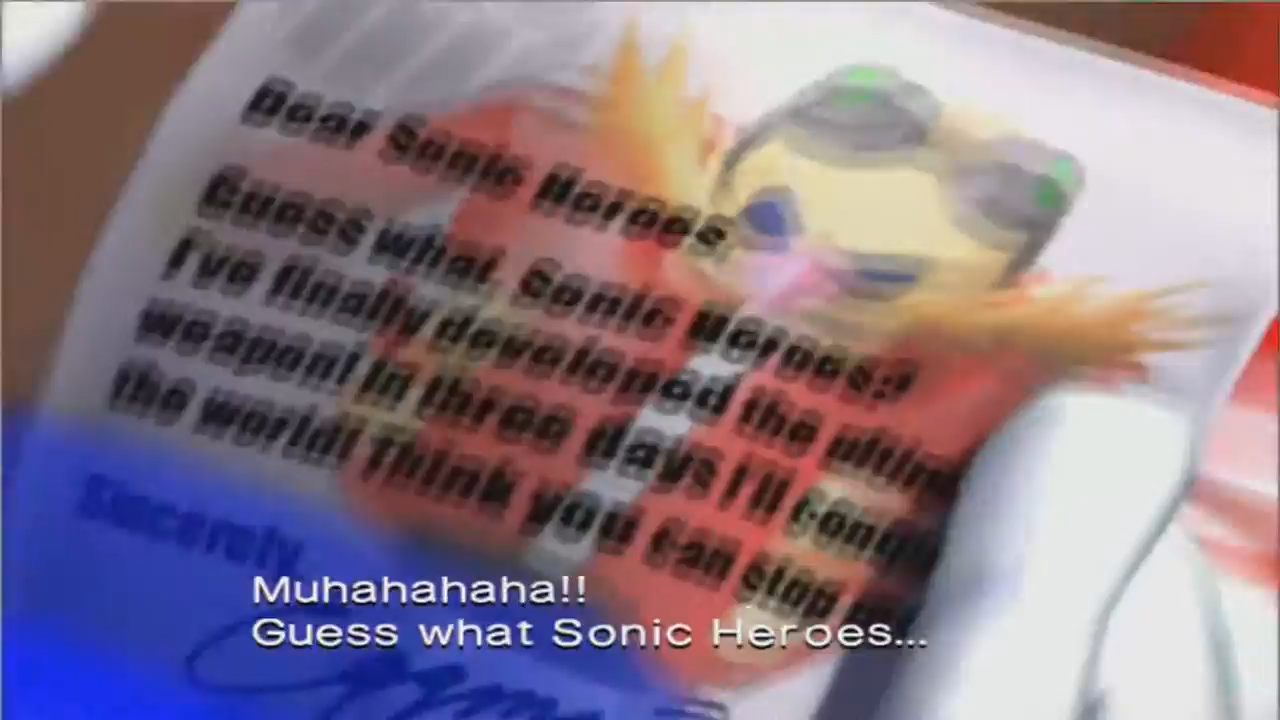 Dear Sonic Heroes,
Guess what, Sonic Heroes?
I've finally developed the ultim
weapon! In three days I'll conqu
the world! Think you can stop m
Sincerely,
Muhahahaha!!
Guess what Sonic Heroes...